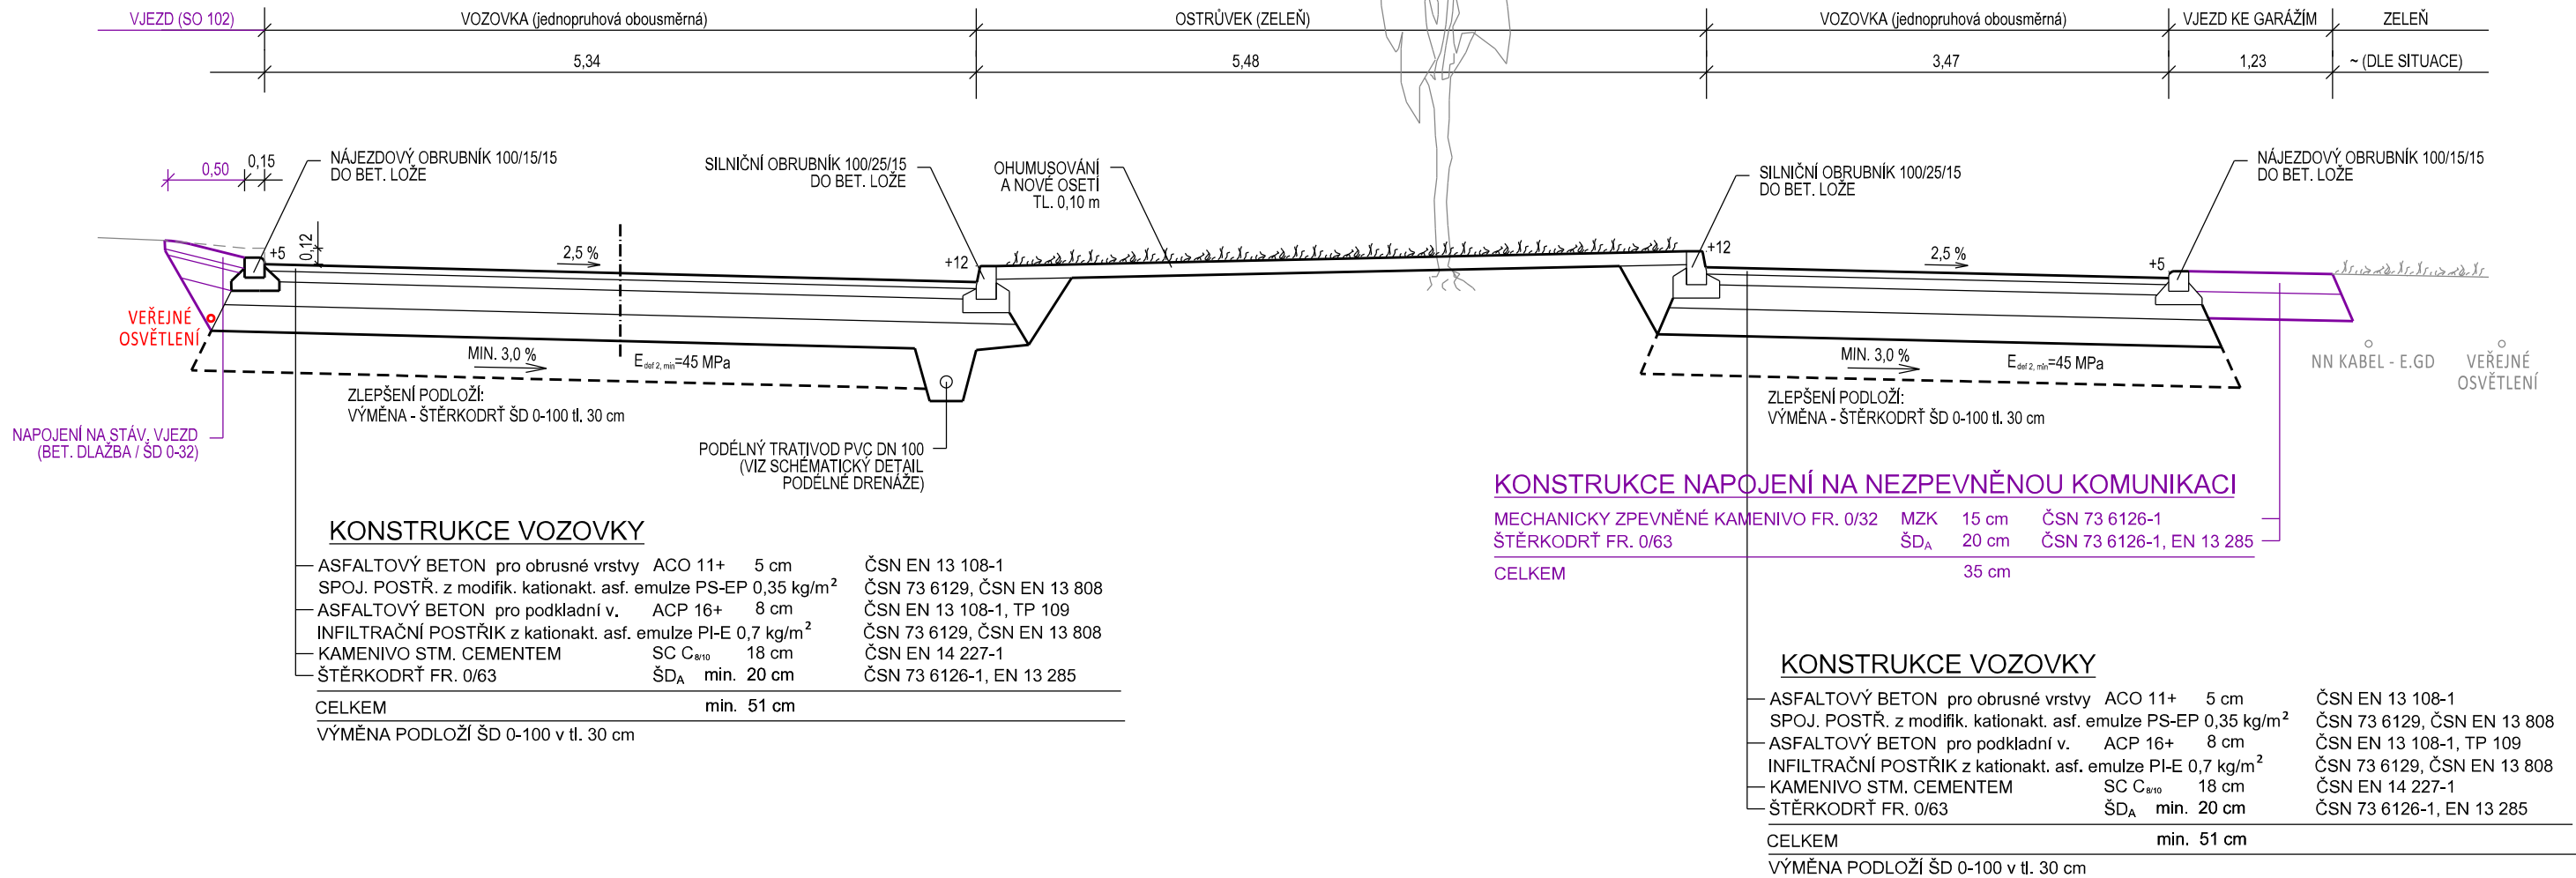 VJEZD (SO 102)
VOZOVKA (jednopruhová obousměrná)
OSTRŮVEK (ZELEŇ)
VOZOVKA (jednopruhová obousměrná)
VJEZD KE GARÁŽÍM
ZELEŇ
5,34
5,48
3,47
1,23
~ (DLE SITUACE)
0,50
0,15
NÁJEZDOVÝ OBRUBNÍK 100/15/15
DO BET. LOŽE
SILNIČNÍ OBRUBNÍK 100/25/15
DO BET. LOŽE
OHUMUSOVÁNÍ
A NOVÉ OSETÍ
TL. 0,10 m
SILNIČNÍ OBRUBNÍK 100/25/15
DO BET. LOŽE
NÁJEZDOVÝ OBRUBNÍK 100/15/15
DO BET. LOŽE
+5
0,12
2,5 %
+12
+12
2,5 %
+5
VEŘEJNÉ
OSVĚTLENÍ
MIN. 3,0 %
Edef 2, min=45 MPa
MIN. 3,0 %
Edef 2, min=45 MPa
NN KABEL - E.GD
VEŘEJNÉ
OSVĚTLENÍ
ZLEPŠENÍ PODLOŽÍ:
VÝMĚNA - ŠTĚRKODRŤ ŠD 0-100 tl. 30 cm
ZLEPŠENÍ PODLOŽÍ:
VÝMĚNA - ŠTĚRKODRŤ ŠD 0-100 tl. 30 cm
NAPOJENÍ NA STÁV. VJEZD
(BET. DLAŽBA / ŠD 0-32)
PODÉLNÝ TRATIVOD PVC DN 100
(VIZ SCHÉMATICKÝ DETAIL
PODÉLNÉ DRENÁŽE)
KONSTRUKCE NAPOJENÍ NA NEZPEVNĚNOU KOMUNIKACI
MECHANICKY ZPEVNĚNÉ KAMENIVO FR. 0/32 MZK 15 cm ČSN 73 6126-1
ŠTĚRKODRŤ FR. 0/63 ŠDA 20 cm ČSN 73 6126-1, EN 13 285
CELKEM 35 cm
KONSTRUKCE VOZOVKY
ASFALTOVÝ BETON pro obrusné vrstvy ACO 11+ 5 cm ČSN EN 13 108-1
SPOJ. POSTŘ. z modifik. kationakt. asf. emulze PS-EP 0,35 kg/m² ČSN 73 6129, ČSN EN 13 808
ASFALTOVÝ BETON pro podkladní v. ACP 16+ 8 cm ČSN EN 13 108-1, TP 109
INFILTRAČNÍ POSTŘIK z kationakt. asf. emulze PI-E 0,7 kg/m² ČSN 73 6129, ČSN EN 13 808
KAMENIVO STM. CEMENTEM SC C8/10 18 cm ČSN EN 14 227-1
ŠTĚRKODRŤ FR. 0/63 ŠDA min. 20 cm ČSN 73 6126-1, EN 13 285
CELKEM min. 51 cm
VÝMĚNA PODLOŽÍ ŠD 0-100 v tl. 30 cm
KONSTRUKCE VOZOVKY
ASFALTOVÝ BETON pro obrusné vrstvy ACO 11+ 5 cm ČSN EN 13 108-1
SPOJ. POSTŘ. z modifik. kationakt. asf. emulze PS-EP 0,35 kg/m² ČSN 73 6129, ČSN EN 13 808
ASFALTOVÝ BETON pro podkladní v. ACP 16+ 8 cm ČSN EN 13 108-1, TP 109
INFILTRAČNÍ POSTŘIK z kationakt. asf. emulze PI-E 0,7 kg/m² ČSN 73 6129, ČSN EN 13 808
KAMENIVO STM. CEMENTEM SC C8/10 18 cm ČSN EN 14 227-1
ŠTĚRKODRŤ FR. 0/63 ŠDA min. 20 cm ČSN 73 6126-1, EN 13 285
CELKEM min. 51 cm
VÝMĚNA PODLOŽÍ ŠD 0-100 v tl. 30 cm